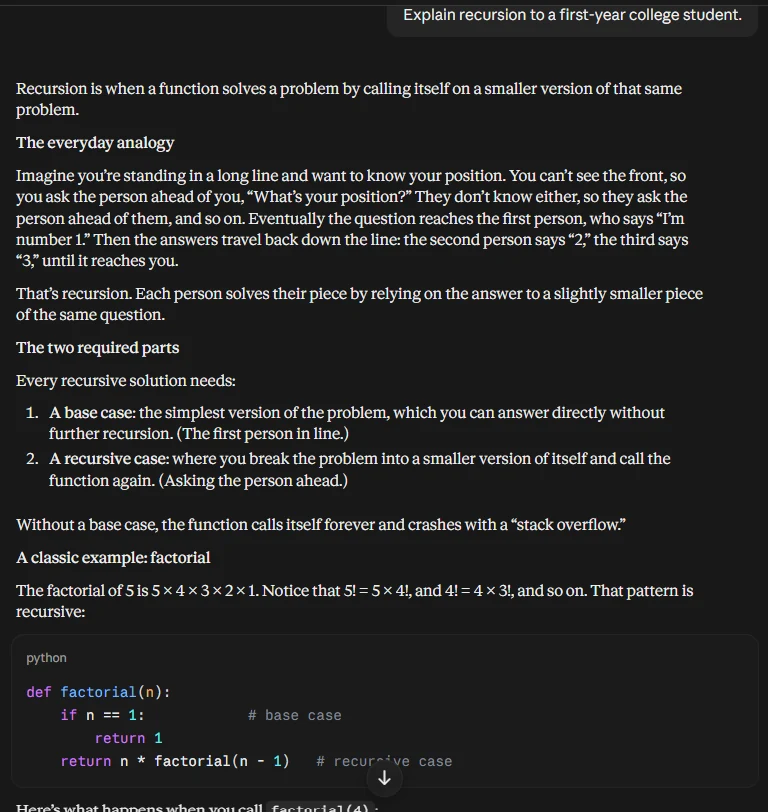 Explain recursion to a first-year college student.
Recursion is when a function solves a problem by calling itself on a smaller version of that same
problem.
The everyday analogy
Imagine you’re standing in a long line and want to know your position. You can’t see the front, so
you ask the person ahead of you, “What’s your position?” They don’t know either, so they ask the
person ahead of them, and so on. Eventually the question reaches the first person, who says “I’m
number 1.” Then the answers travel back down the line: the second person says “2,” the third says
“3,” until it reaches you.
That’s recursion. Each person solves their piece by relying on the answer to a slightly smaller piece
of the same question.
The two required parts
Every recursive solution needs:
1. A base case: the simplest version of the problem, which you can answer directly without
further recursion. (The first person in line.)
2. A recursive case: where you break the problem into a smaller version of itself and call the
function again. (Asking the person ahead.)
Without a base case, the function calls itself forever and crashes with a “stack overflow.”
A classic example: factorial
The factorial of 5 is 5 × 4 × 3 × 2 × 1. Notice that 5! = 5 × 4!, and 4! = 4 × 3!, and so on. That pattern is
recursive:
python
def factorial(n):
    if n == 1:            # base case
        return 1
    return n * factorial(n - 1)   # recursive case
Here’s what happens when you call factorial(4):